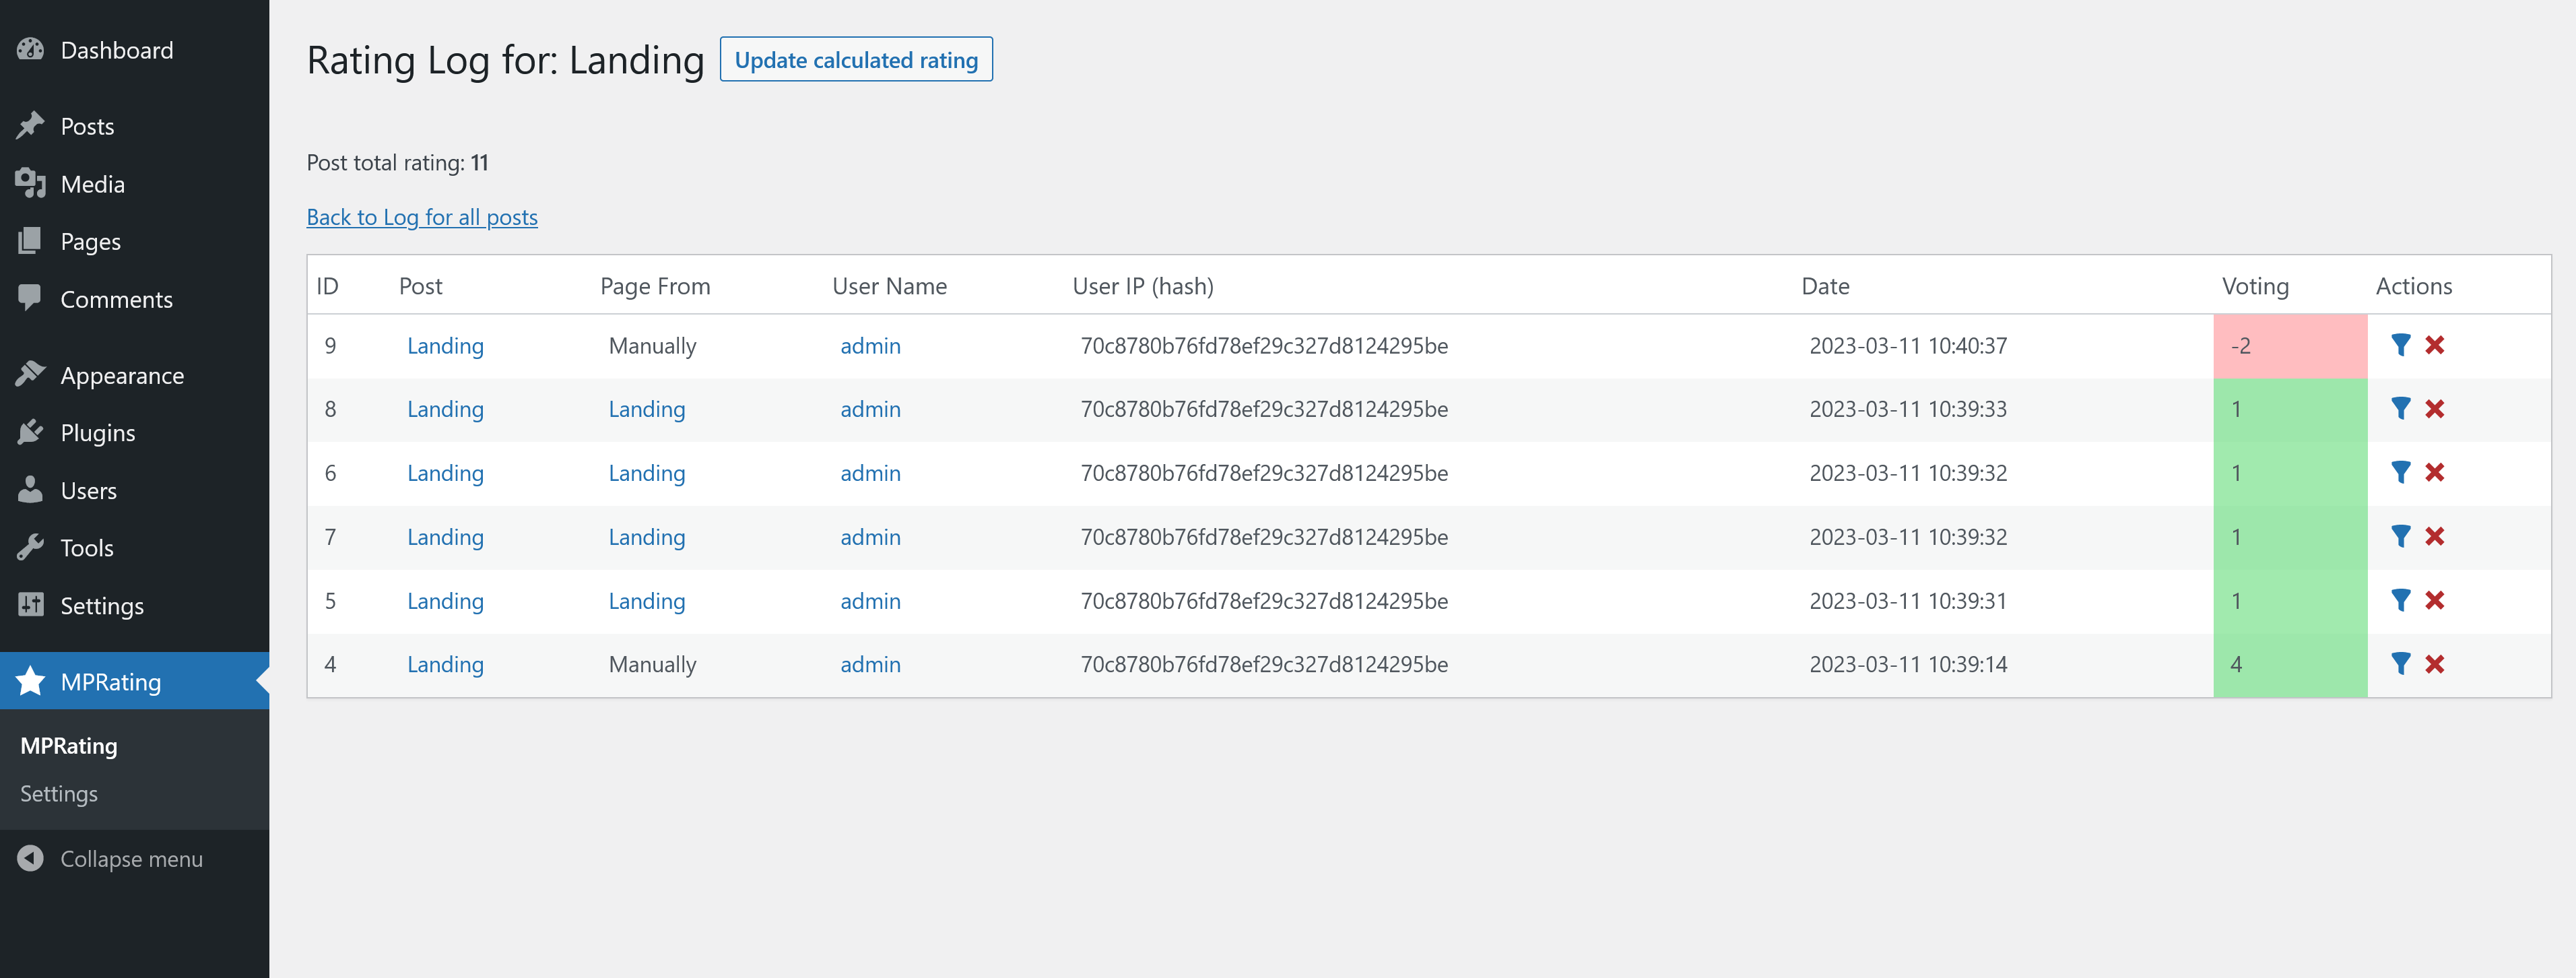 Dashboard
Posts
Media
Pages
Comments
Appearance
Plugins
Users
Tools
Settings
MPRating
MPRating
Settings
Collapse menu
Rating Log for: Landing Update calculated rating
Post total rating: 11
Back to Log for all posts
ID Post Page From User Name User IP (hash) Date Voting Actions
9 Landing Manually admin 70c8780b76fd78ef29c327d8124295be 2023-03-11 10:40:37 -2
8 Landing Landing admin 70c8780b76fd78ef29c327d8124295be 2023-03-11 10:39:33 1
6 Landing Landing admin 70c8780b76fd78ef29c327d8124295be 2023-03-11 10:39:32 1
7 Landing Landing admin 70c8780b76fd78ef29c327d8124295be 2023-03-11 10:39:32 1
5 Landing Landing admin 70c8780b76fd78ef29c327d8124295be 2023-03-11 10:39:31 1
4 Landing Manually admin 70c8780b76fd78ef29c327d8124295be 2023-03-11 10:39:14 4